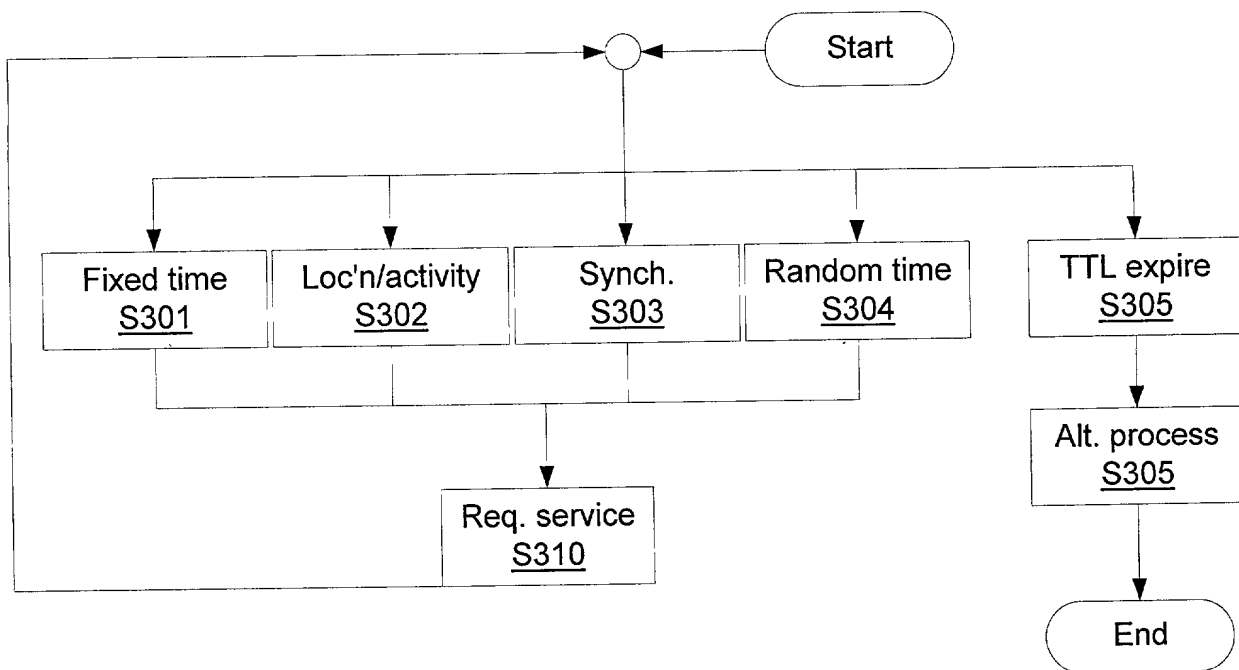 Start
Fixed time
S301
Loc'n/activity
S302
Synch.
S303
Random time
S304
TTL expire
S305
Alt. process
S305
Req. service
S310
End